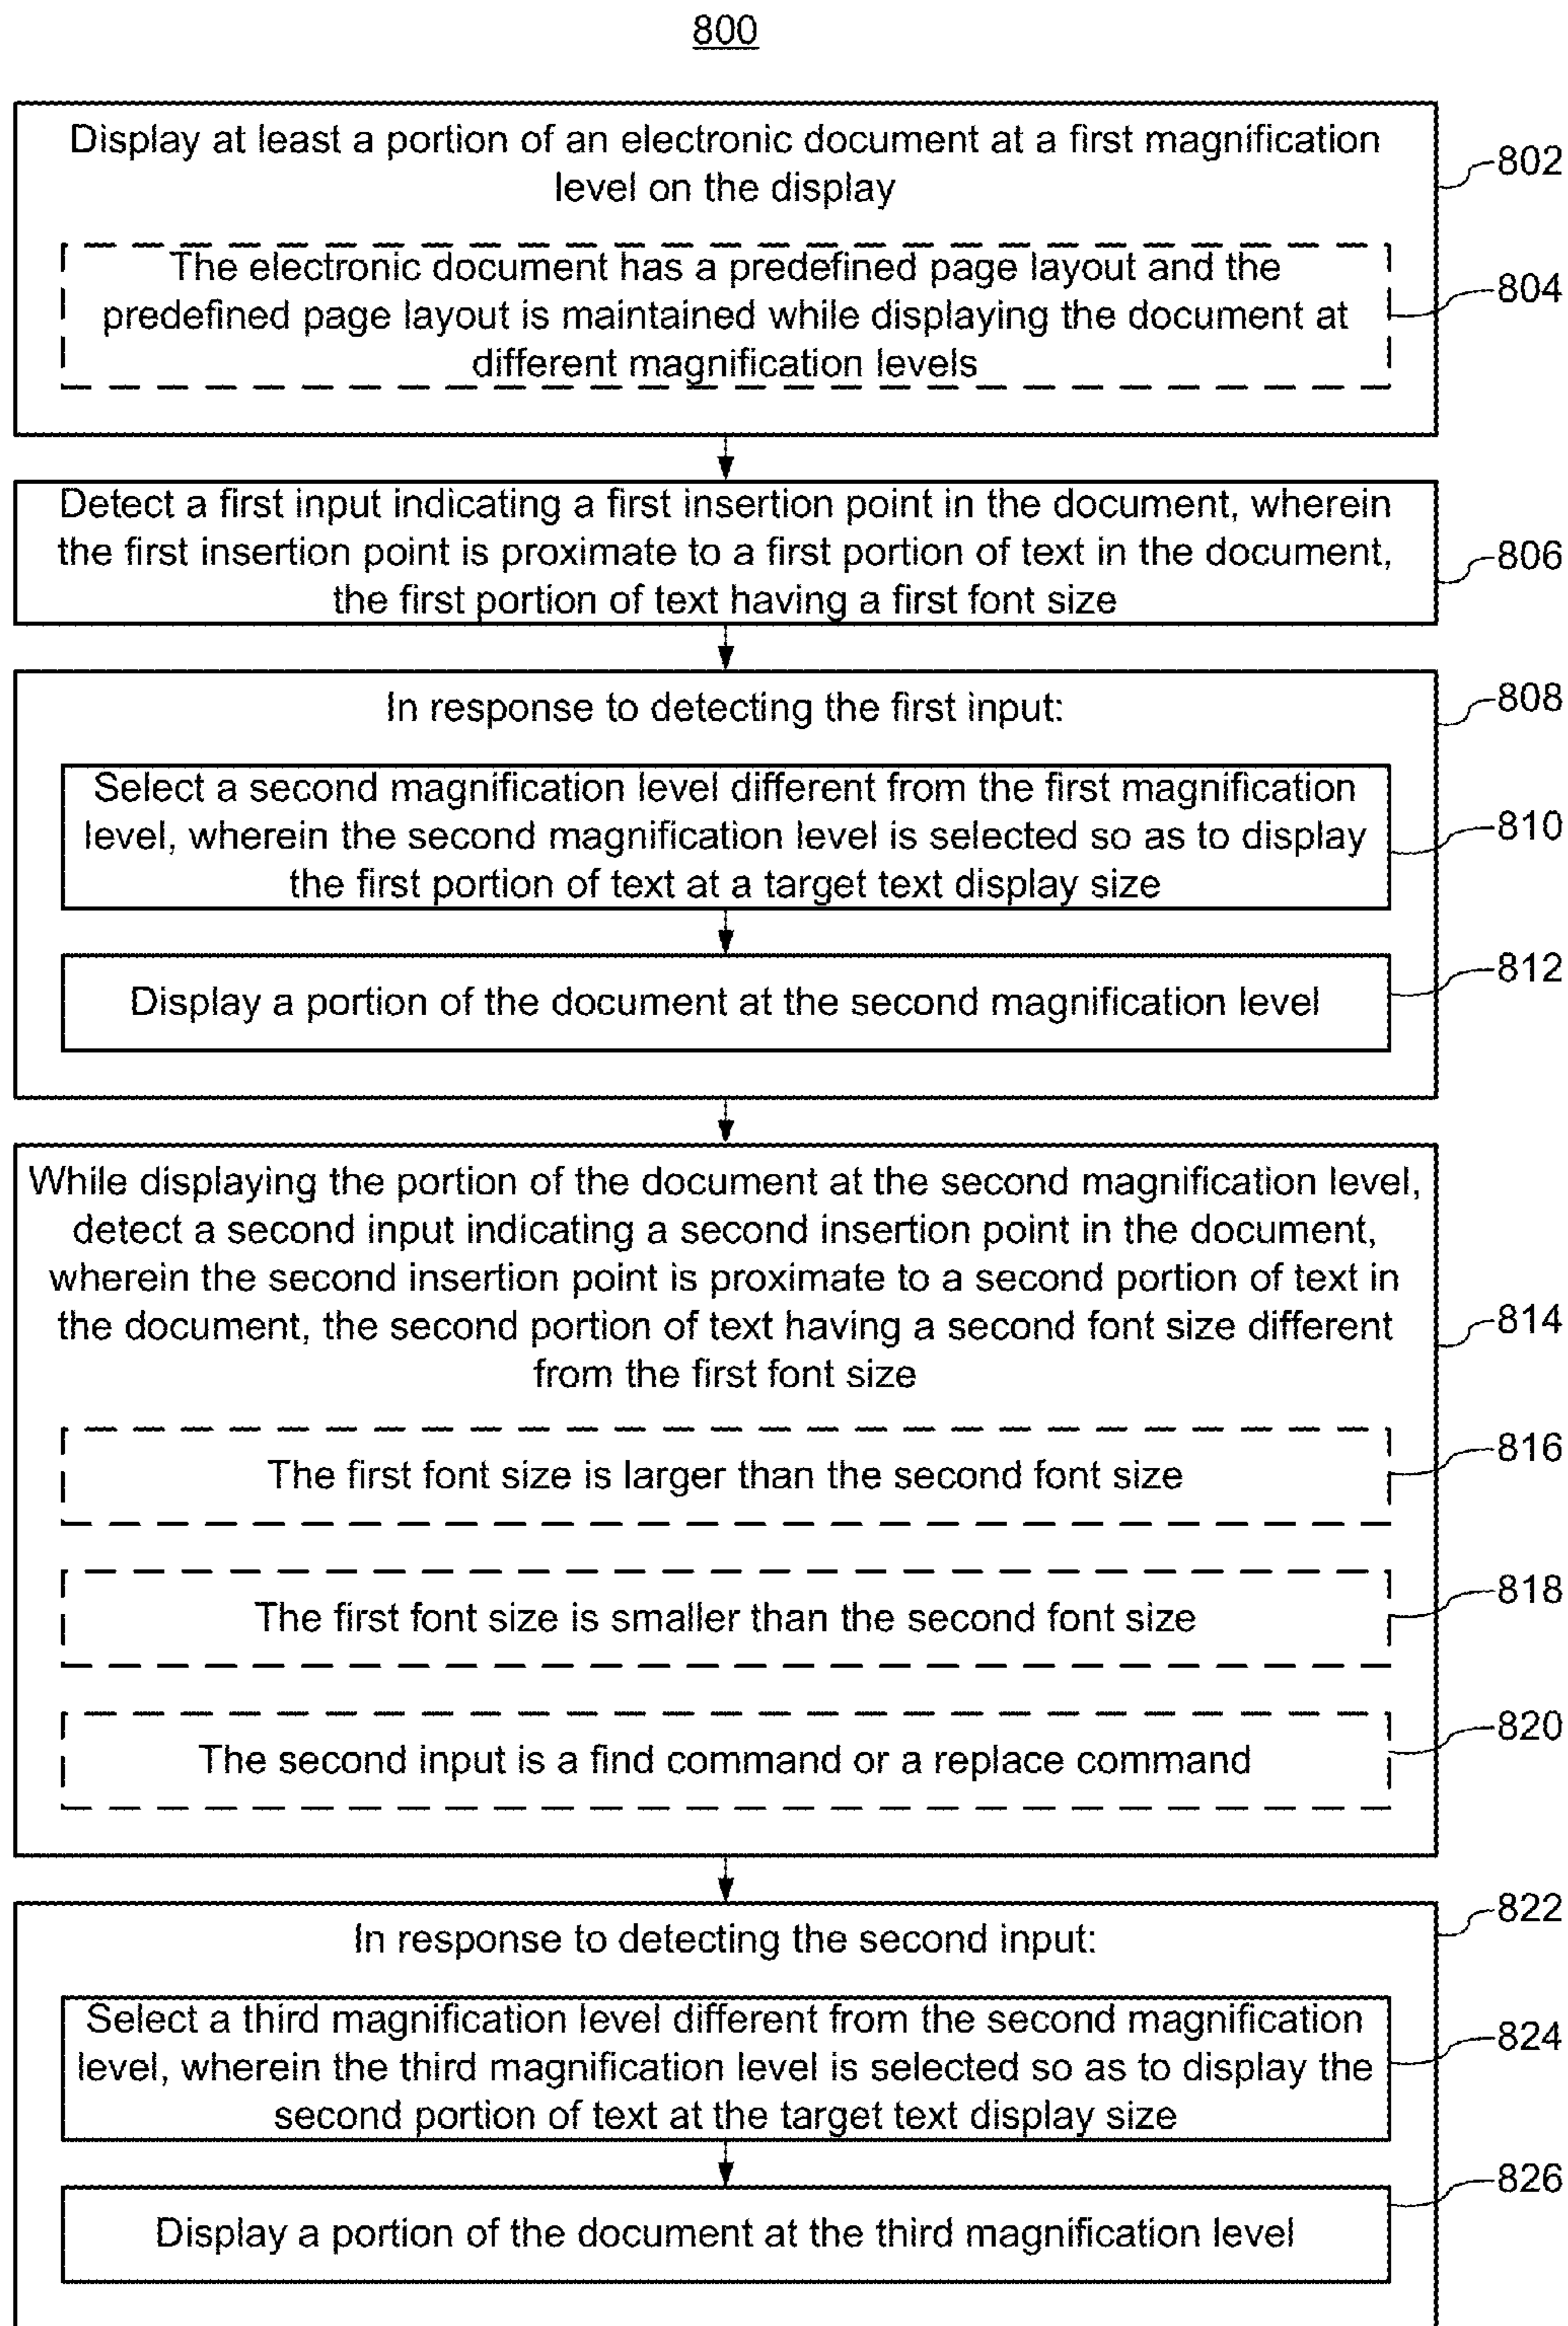 800
Display at least a portion of an electronic document at a first magnification
level on the display
802
The electronic document has a predefined page layout and the
predefined page layout is maintained while displaying the document at
different magnification levels
804
Detect a first input indicating a first insertion point in the document, wherein
the first insertion point is proximate to a first portion of text in the document,
the first portion of text having a first font size
806
In response to detecting the first input:
808
Select a second magnification level different from the first magnification
level, wherein the second magnification level is selected so as to display
the first portion of text at a target text display size
810
Display a portion of the document at the second magnification level
812
While displaying the portion of the document at the second magnification level,
detect a second input indicating a second insertion point in the document,
wherein the second insertion point is proximate to a second portion of text in
the document, the second portion of text having a second font size different
from the first font size
814
The first font size is larger than the second font size
816
The first font size is smaller than the second font size
818
The second input is a find command or a replace command
820
In response to detecting the second input:
822
Select a third magnification level different from the second magnification
level, wherein the third magnification level is selected so as to display the
second portion of text at the target text display size
824
Display a portion of the document at the third magnification level
826